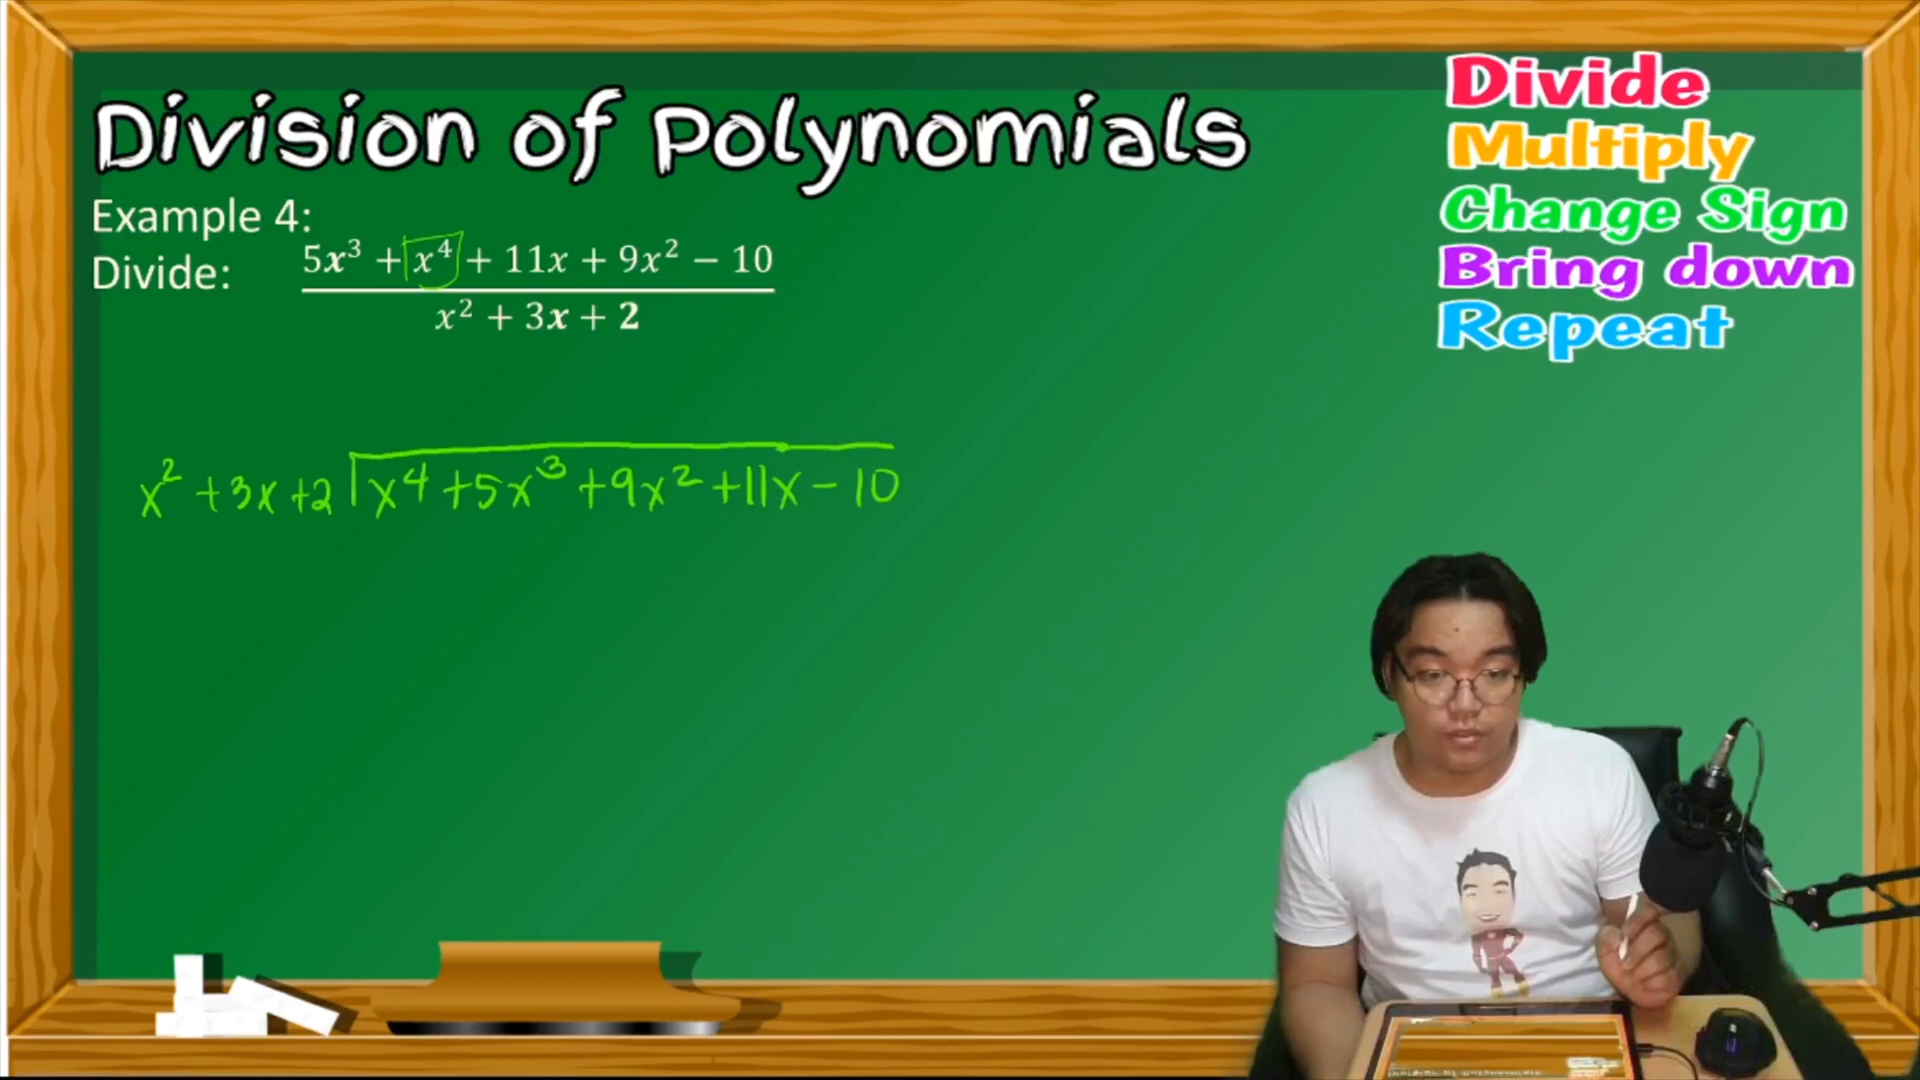 Division of Polynomials
Example 4:
Divide: 5x³ + x⁴ + 11x + 9x² − 10
x² + 3x + 2
x² + 3x + 2 x⁴ + 5x³ + 9x² + 11x − 10
Divide
Multiply
Change Sign
Bring down
Repeat